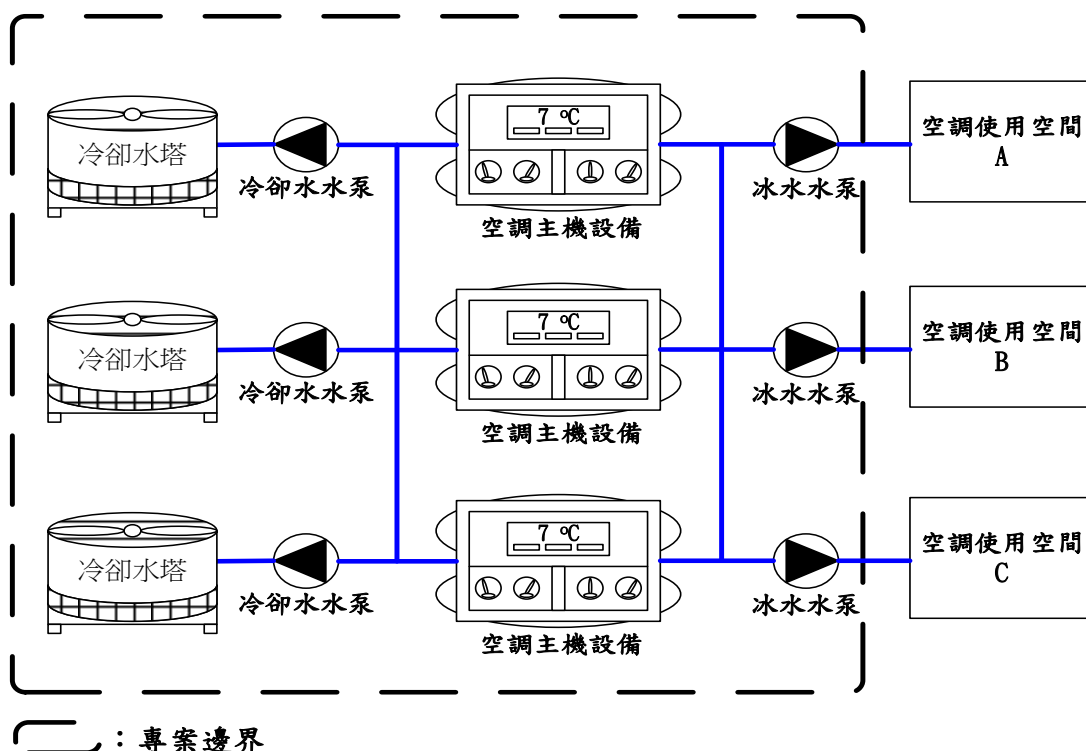 7 ℃
空調使用空間
A
冷卻水塔
冷卻水水泵
冰水水泵
空調主機設備
7 ℃
空調使用空間
B
冷卻水塔
冷卻水水泵
冰水水泵
空調主機設備
7 ℃
空調使用空間
C
冷卻水塔
冷卻水水泵
冰水水泵
空調主機設備
：專案邊界